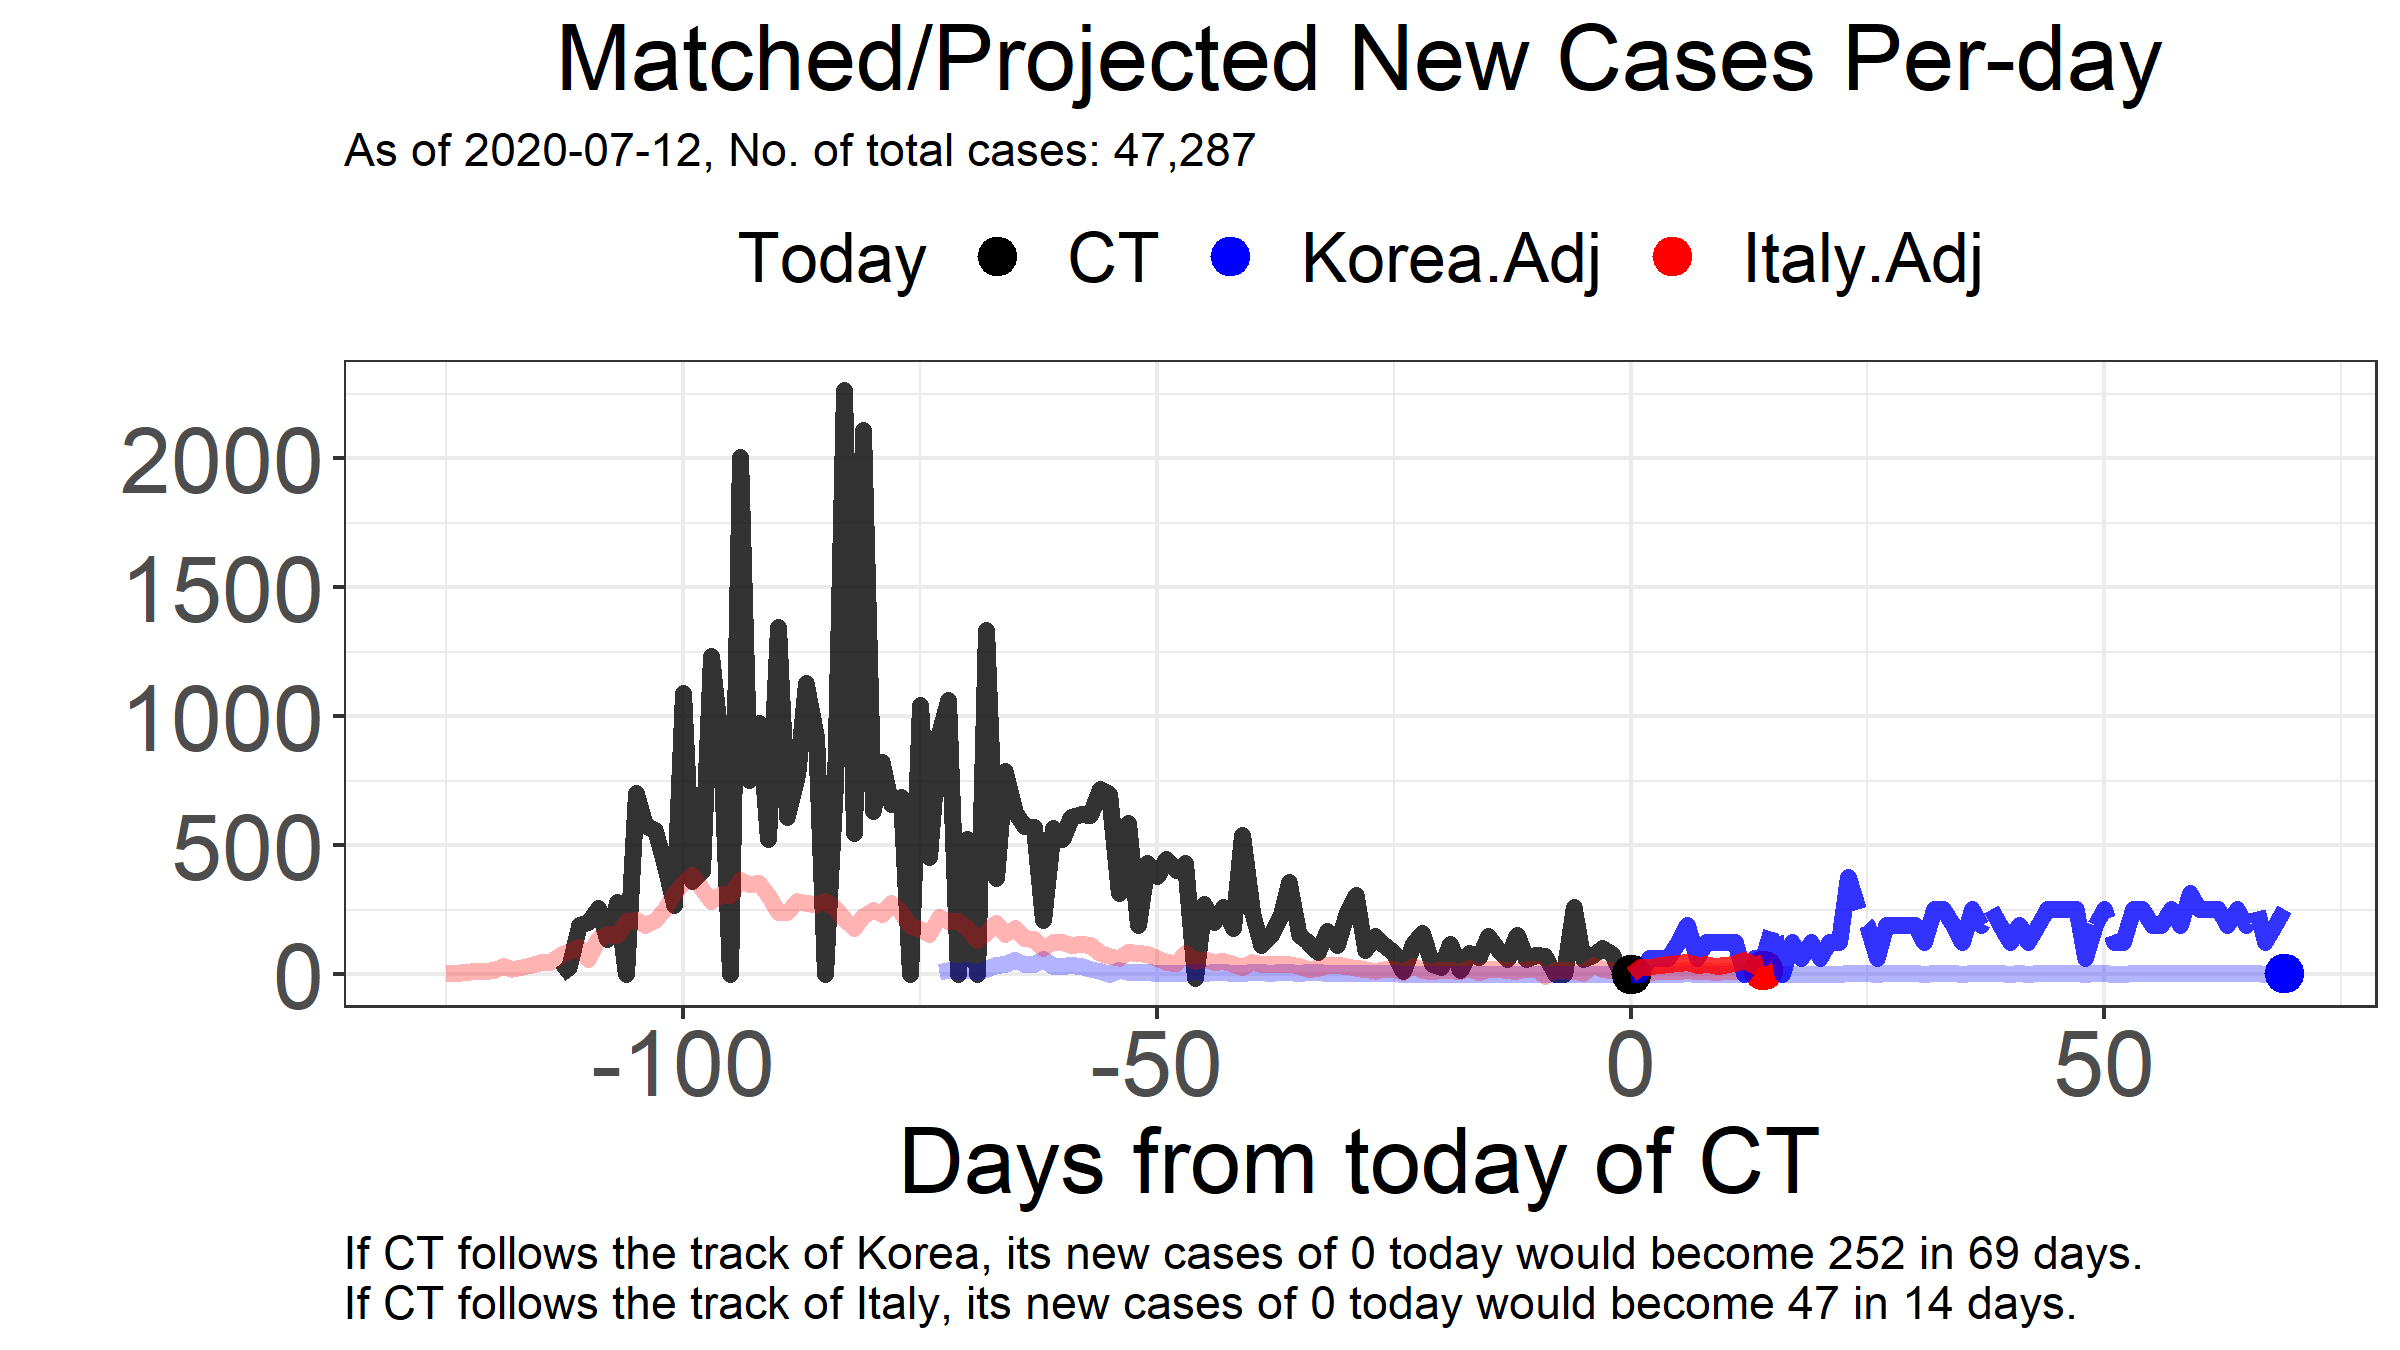 Matched/Projected New Cases Per-day
As of 2020-07-12, No. of total cases: 47,287
Today CT Korea.Adj Italy.Adj
2000
1500
1000
500
0
-100 -50 0 50
Days from today of CT
If CT follows the track of Korea, its new cases of 0 today would become 252 in 69 days.
If CT follows the track of Italy, its new cases of 0 today would become 47 in 14 days.